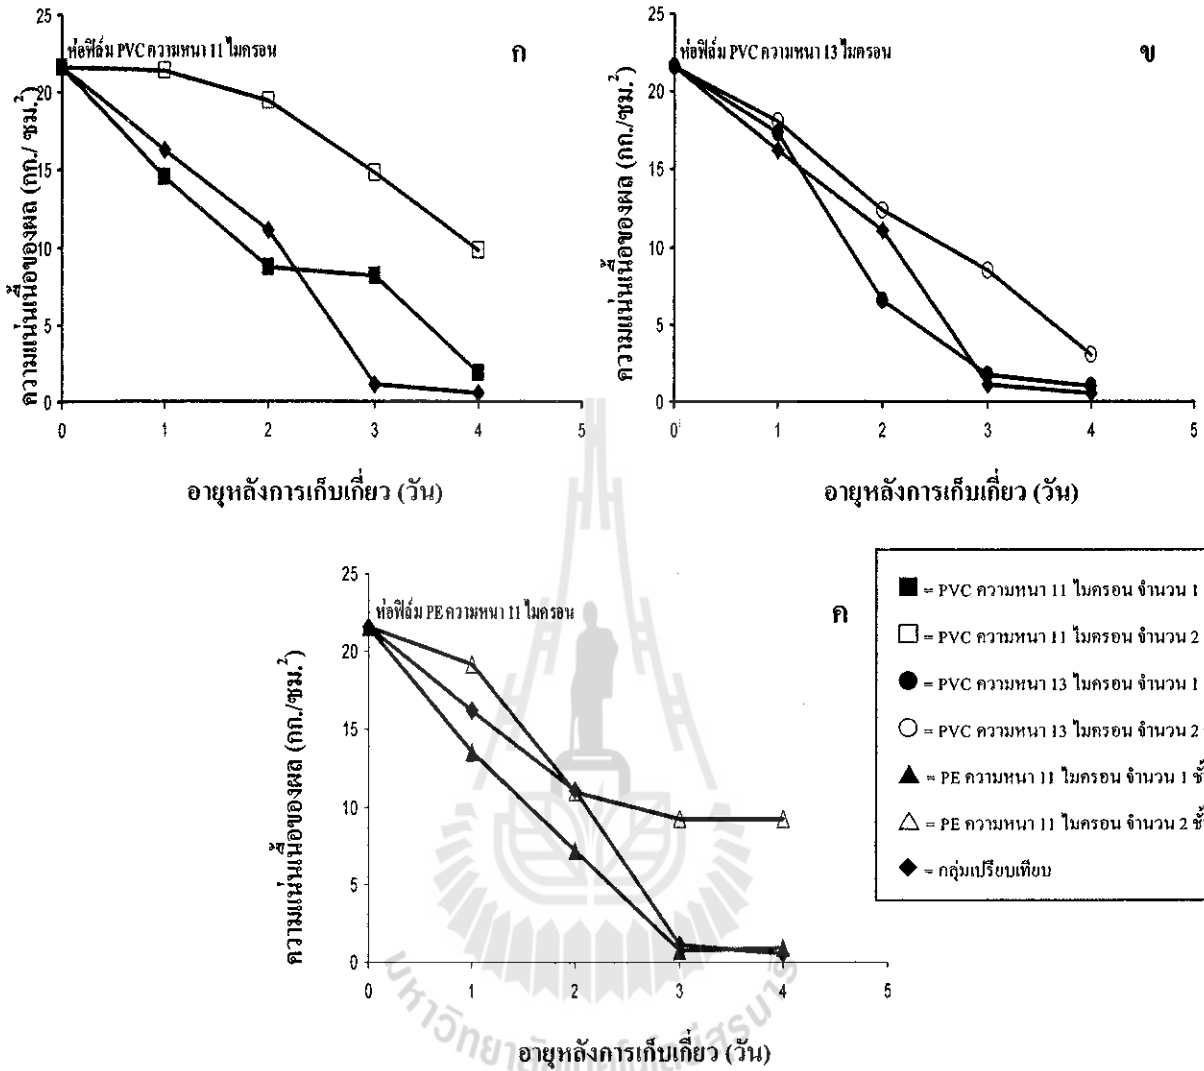 ห่อฟิล์ม PVC ความหนา 11 ไมครอน
ก
ความแน่นเนื้อของผล (กก./ ซม.²)
25
20
15
10
5
0
0 1 2 3 4 5
อายุหลังการเก็บเกี่ยว (วัน)
ห่อฟิล์ม PVC ความหนา 13 ไมครอน
ข
ความแน่นเนื้อของผล (กก./ซม.²)
25
20
15
10
5
0
0 1 2 3 4 5
อายุหลังการเก็บเกี่ยว (วัน)
ห่อฟิล์ม PE ความหนา 11 ไมครอน
ค
ความแน่นเนื้อของผล (กก./ซม.²)
25
20
15
10
5
0
0 1 2 3 4 5
อายุหลังการเก็บเกี่ยว (วัน)
= PVC ความหนา 11 ไมครอน จำนวน 1
= PVC ความหนา 11 ไมครอน จำนวน 2
= PVC ความหนา 13 ไมครอน จำนวน 1
= PVC ความหนา 13 ไมครอน จำนวน 2
= PE ความหนา 11 ไมครอน จำนวน 1 ชั้
= PE ความหนา 11 ไมครอน จำนวน 2 ชั้
= กลุ่มเปรียบเทียบ